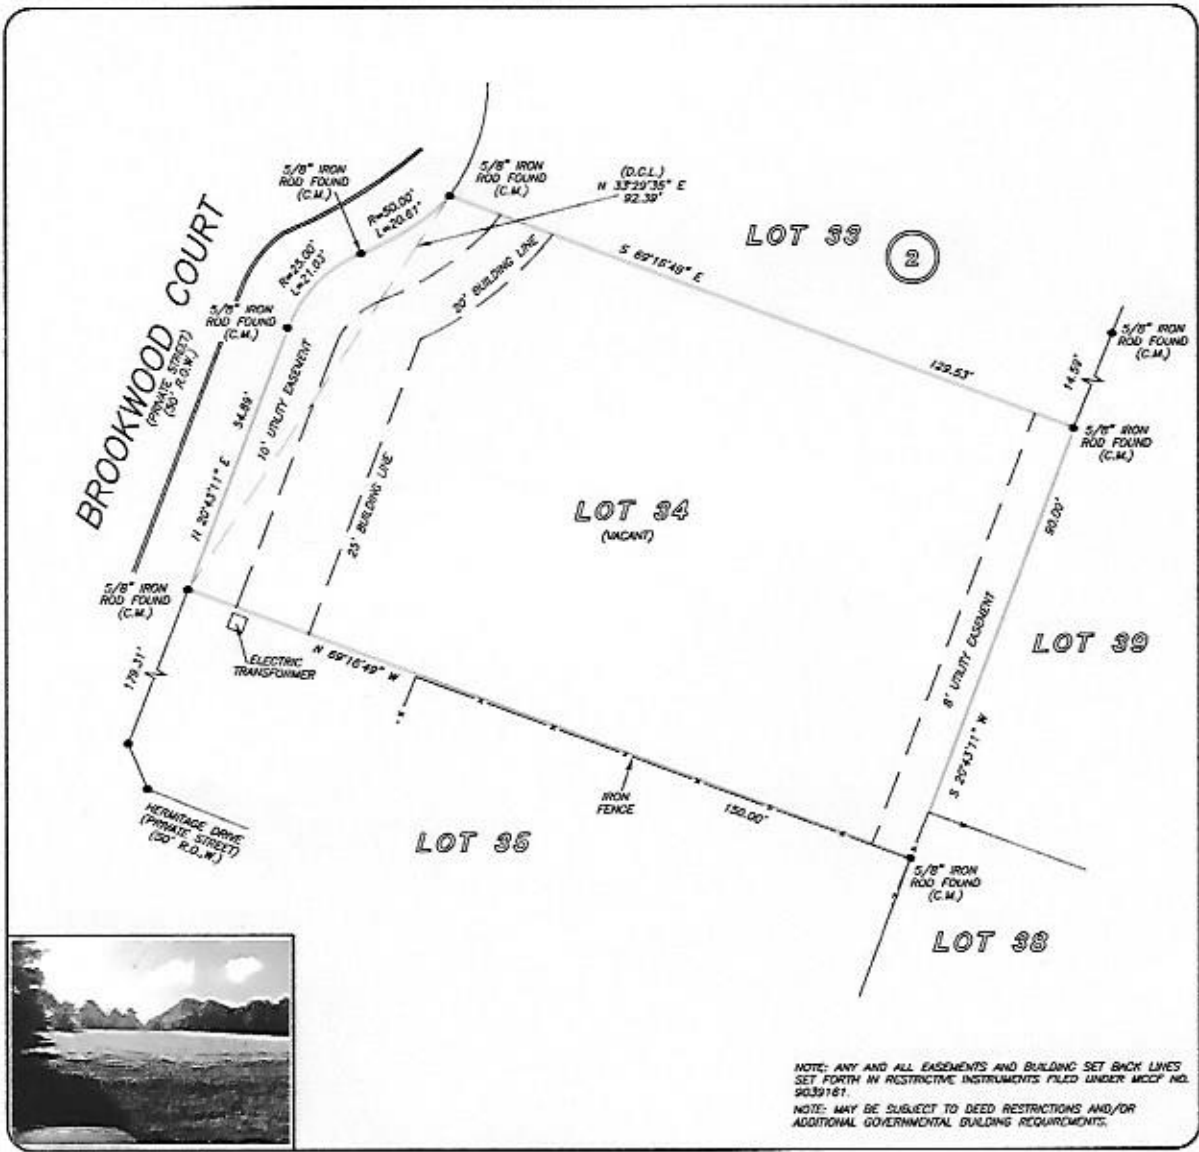 5/8" IRON
ROD FOUND
(C.M.)
5/8" IRON
ROD FOUND
(C.M.)
(D.C.L.)
N 33°29'35" E
92.39'
R=50.00'
L=20.61'
LOT 33
2
BROOKWOOD COURT
(PRIVATE STREET)
(50' R.O.W.)
R=25.00'
L=21.03'
20' BUILDING LINE
S 69°16'49" E
5/8" IRON
ROD FOUND
(C.M.)
5/8" IRON
ROD FOUND
(C.M.)
129.53'
14.59'
54.89'
N 20°43'11" E
10' UTILITY EASEMENT
5/8" IRON
ROD FOUND
(C.M.)
25' BUILDING LINE
LOT 34
(VACANT)
90.00'
5/8" IRON
ROD FOUND
(C.M.)
LOT 39
8' UTILITY EASEMENT
S 20°43'11" W
179.31'
ELECTRIC
TRANSFORMER
N 69°16'49" W
IRON
FENCE
150.00'
HERMITAGE DRIVE
(PRIVATE STREET)
(50' R.O.W.)
LOT 35
5/8" IRON
ROD FOUND
(C.M.)
LOT 38
NOTE: ANY AND ALL EASEMENTS AND BUILDING SET BACK LINES
SET FORTH IN RESTRICTIVE INSTRUMENTS FILED UNDER MCCF NO.
9039161.
NOTE: MAY BE SUBJECT TO DEED RESTRICTIONS AND/OR
ADDITIONAL GOVERNMENTAL BUILDING REQUIREMENTS.